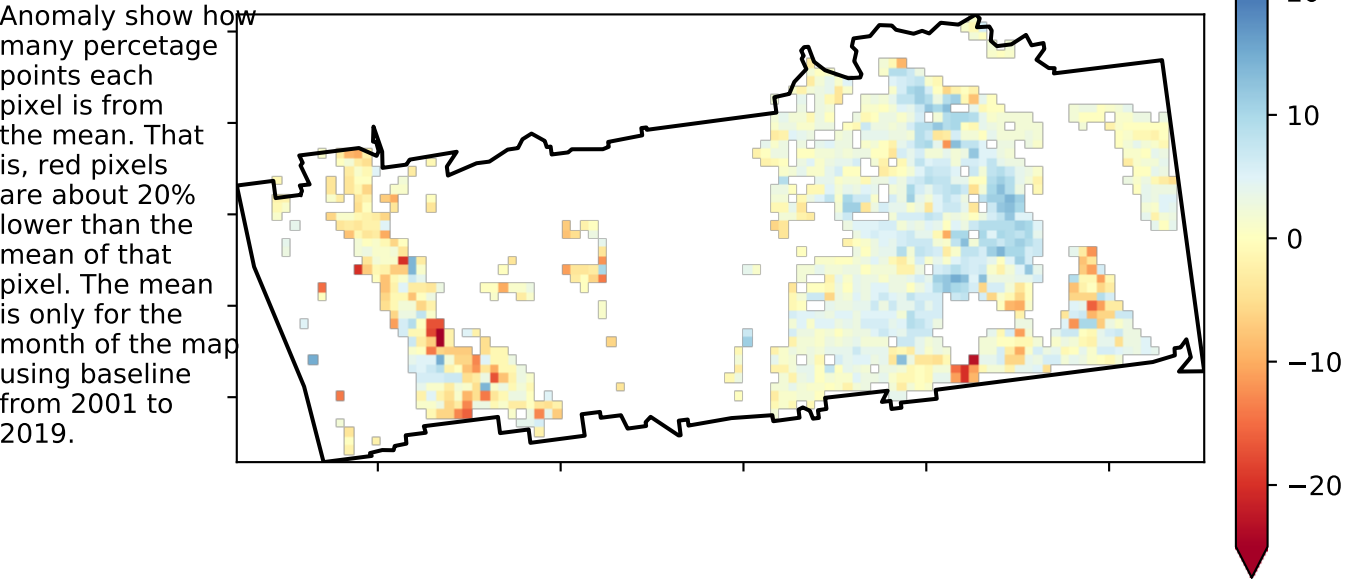 Anomaly show how
many percetage
points each
pixel is from
the mean. That
is, red pixels
are about 20%
lower than the
mean of that
pixel. The mean
is only for the
month of the map
using baseline
from 2001 to
2019.
10
0
−10
−20